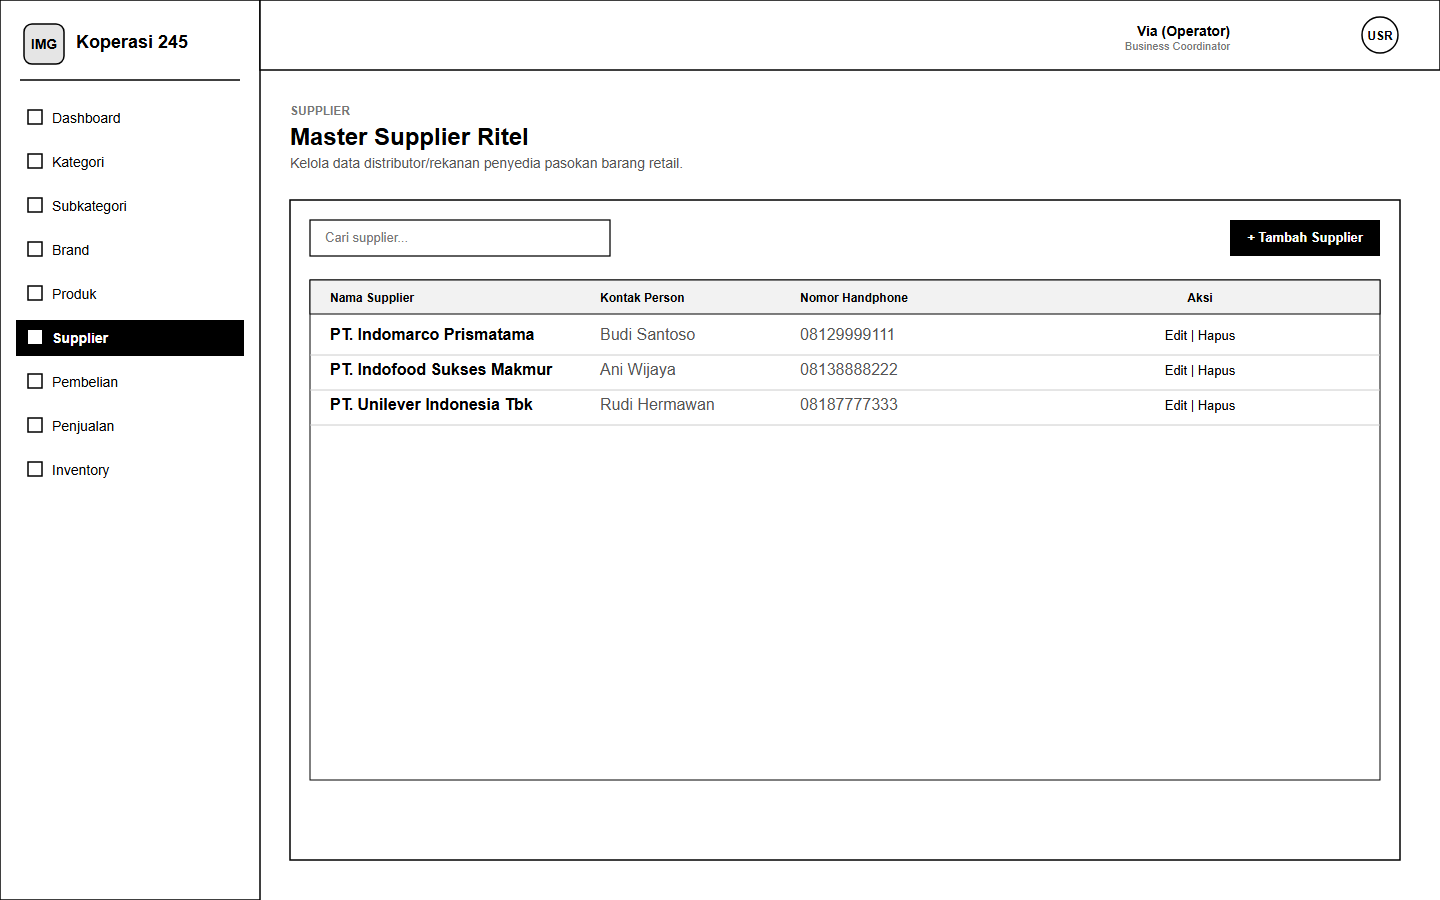 IMG
Koperasi 245
Via (Operator)
Business Coordinator
USR
Dashboard
Kategori
Subkategori
Brand
Produk
Supplier
Pembelian
Penjualan
Inventory
SUPPLIER
Master Supplier Ritel
Kelola data distributor/rekanan penyedia pasokan barang retail.
Cari supplier...
+ Tambah Supplier
Nama Supplier Kontak Person Nomor Handphone Aksi
PT. Indomarco Prismatama Budi Santoso 08129999111 Edit | Hapus
PT. Indofood Sukses Makmur Ani Wijaya 08138888222 Edit | Hapus
PT. Unilever Indonesia Tbk Rudi Hermawan 08187777333 Edit | Hapus